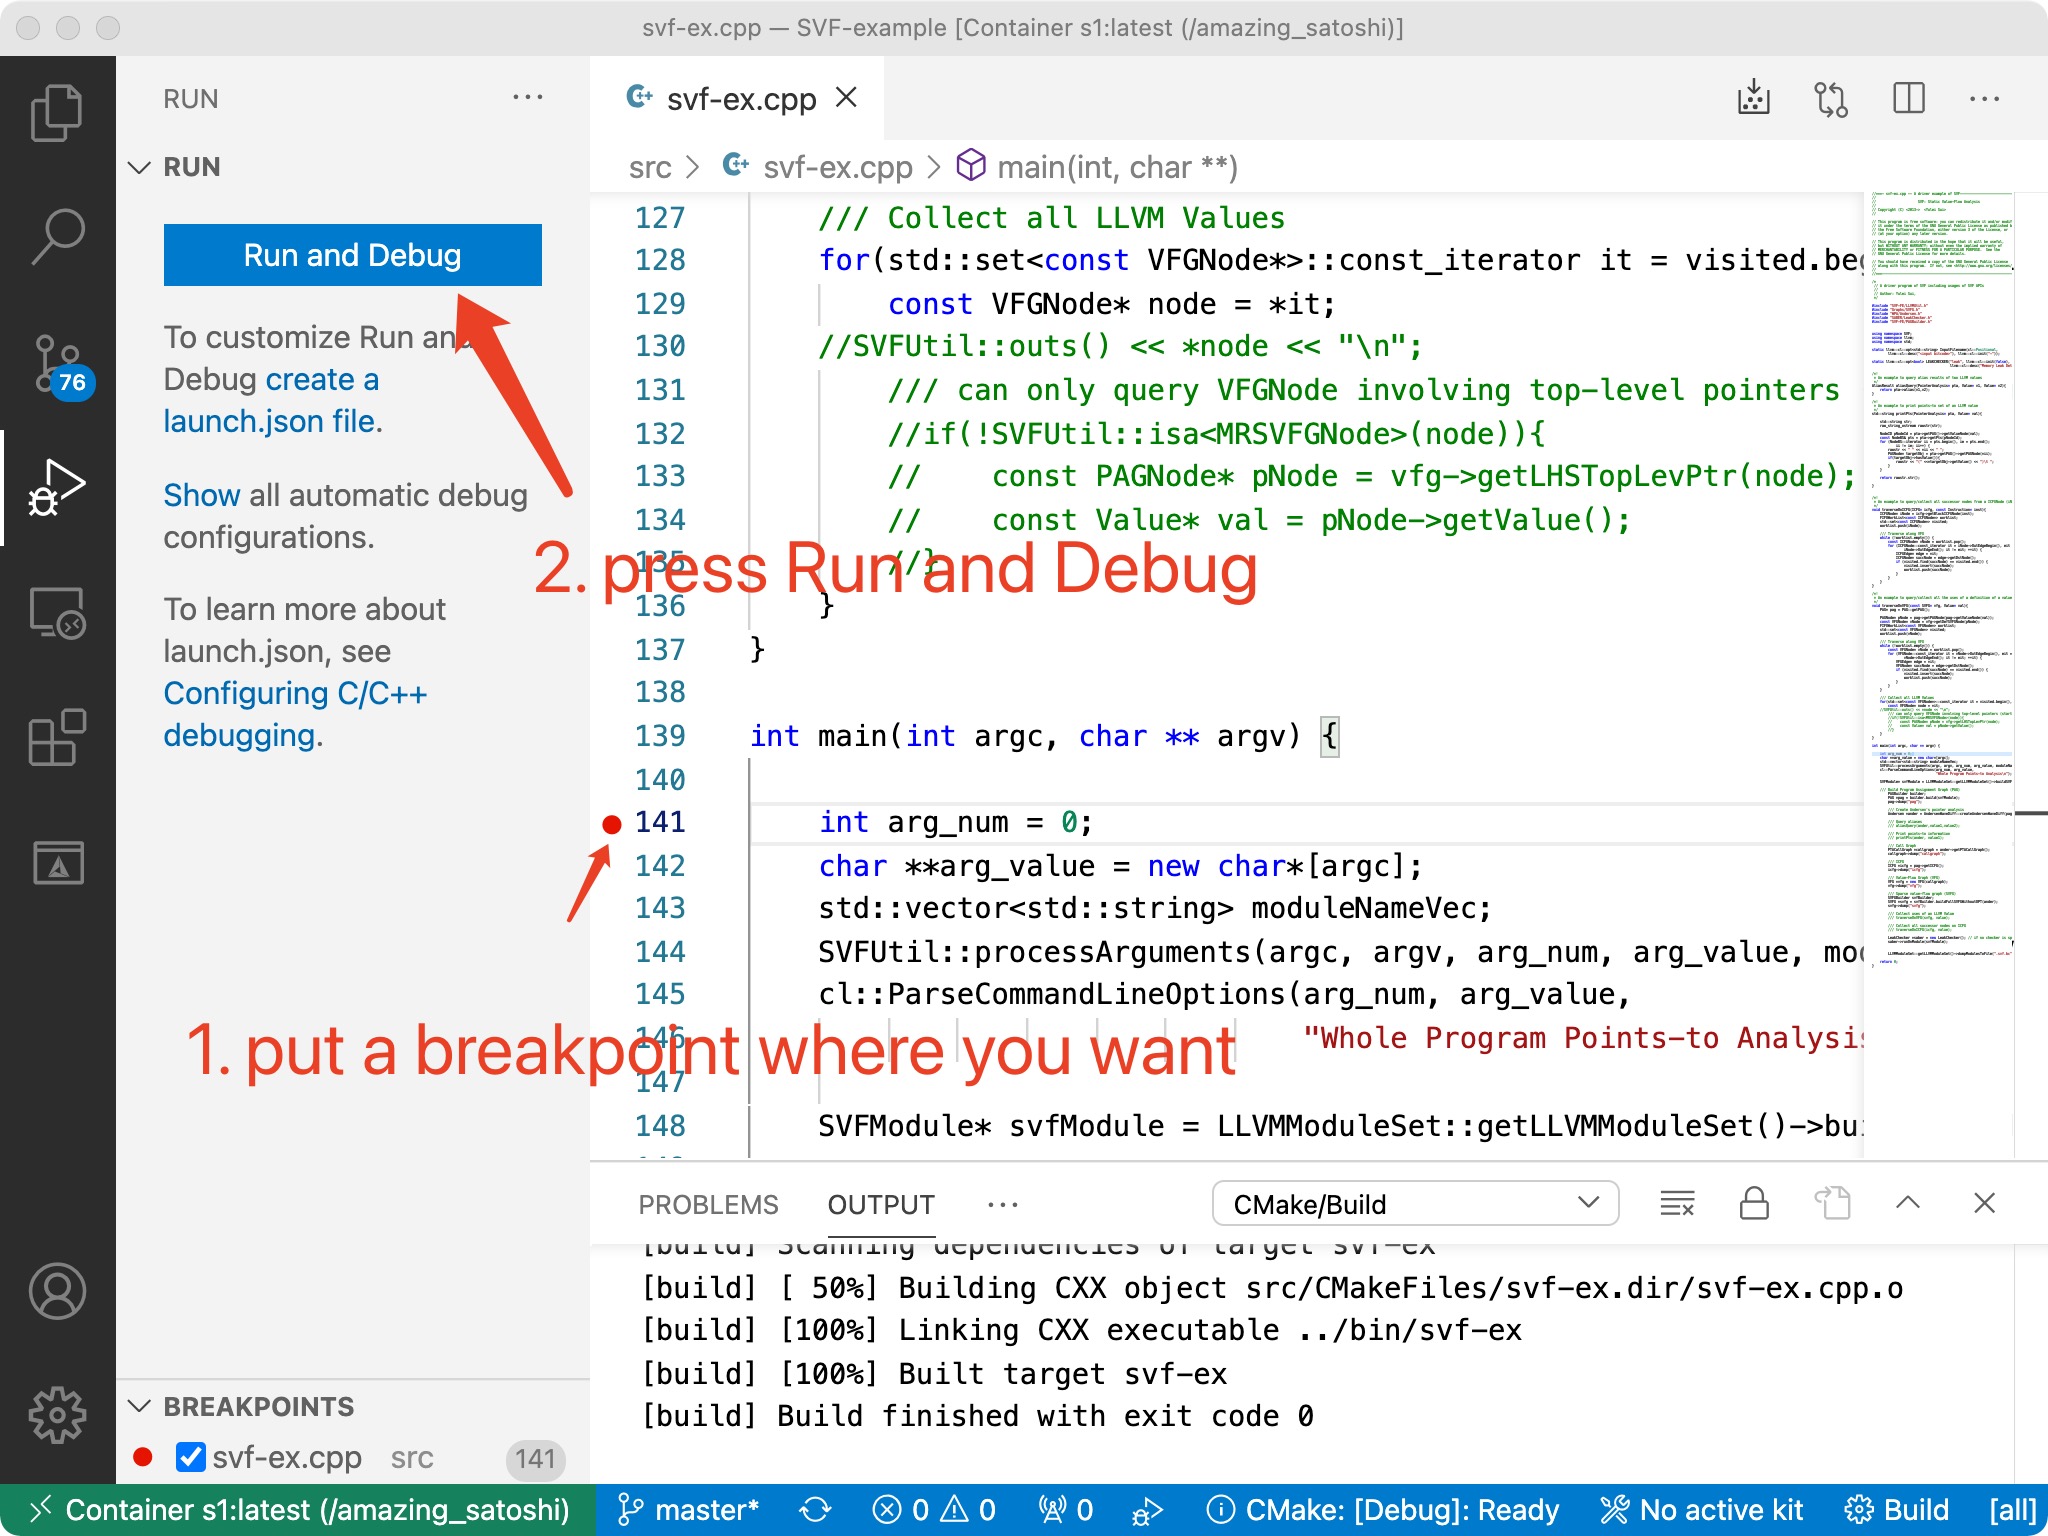 svf-ex.cpp — SVF-example [Container s1:latest (/amazing_satoshi)]
RUN
RUN
Run and Debug
To customize Run and
Debug create a
launch.json file.
Show all automatic debug
configurations.
To learn more about
launch.json, see
Configuring C/C++
debugging.
76
svf-ex.cpp
src > svf-ex.cpp > main(int, char **)
127 /// Collect all LLVM Values
128 for(std::set<const VFGNode*>::const_iterator it = visited.be
129 const VFGNode* node = *it;
130 //SVFUtil::outs() << *node << "\n";
131 /// can only query VFGNode involving top-level pointers
132 //if(!SVFUtil::isa<MRSVFGNode>(node)){
133 // const PAGNode* pNode = vfg->getLHSTopLevPtr(node);
134 // const Value* val = pNode->getValue();
135 //}
2. press Run and Debug
136 }
137 }
138
139 int main(int argc, char ** argv) {
140
141 int arg_num = 0;
142 char **arg_value = new char*[argc];
143 std::vector<std::string> moduleNameVec;
144 SVFUtil::processArguments(argc, argv, arg_num, arg_value, mo
145 cl::ParseCommandLineOptions(arg_num, arg_value,
146 "Whole Program Points-to Analysis
1. put a breakpoint where you want
147
148 SVFModule* svfModule = LLVMModuleSet::getLLVMModuleSet()->bu
PROBLEMS OUTPUT CMake/Build
[build] Scanning dependencies of target svf-ex
[build] [ 50%] Building CXX object src/CMakeFiles/svf-ex.dir/svf-ex.cpp.o
[build] [100%] Linking CXX executable ../bin/svf-ex
[build] [100%] Built target svf-ex
[build] Build finished with exit code 0
BREAKPOINTS
svf-ex.cpp src 141
Container s1:latest (/amazing_satoshi) master* 0 0 0 CMake: [Debug]: Ready No active kit Build [all]